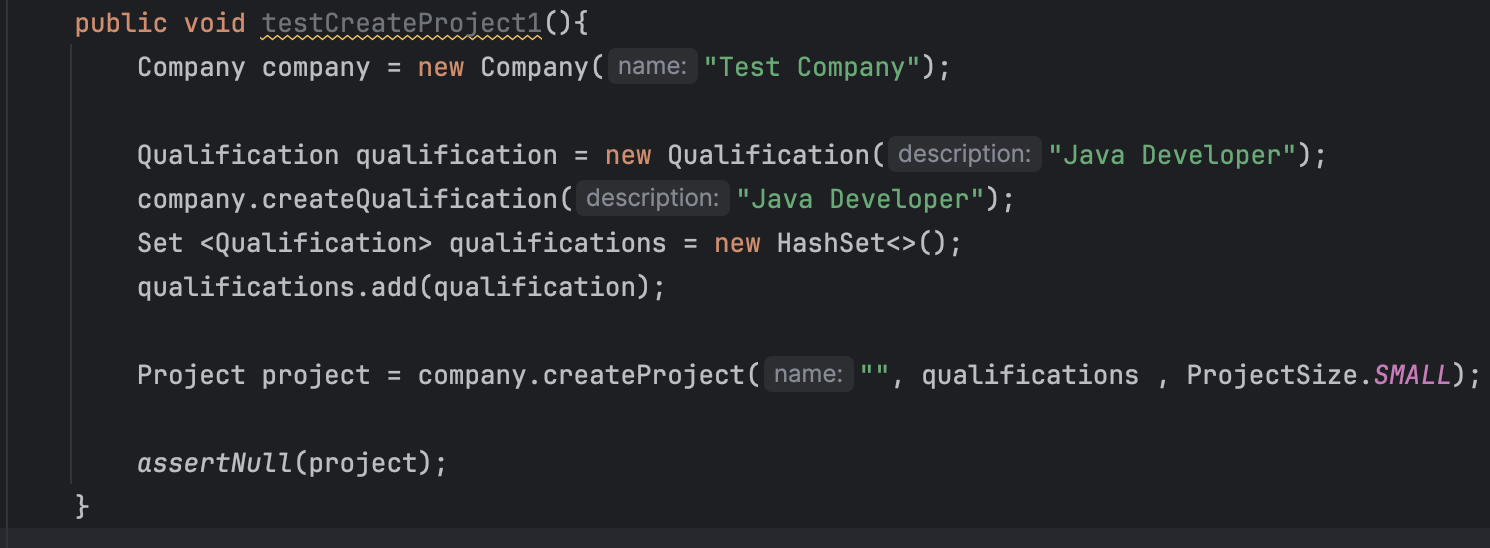 public void testCreateProject1(){
Company company = new Company( name: "Test Company");
Qualification qualification = new Qualification( description: "Java Developer");
company.createQualification( description: "Java Developer");
Set <Qualification> qualifications = new HashSet<>();
qualifications.add(qualification);
Project project = company.createProject( name: "", qualifications , ProjectSize.SMALL);
assertNull(project);
}